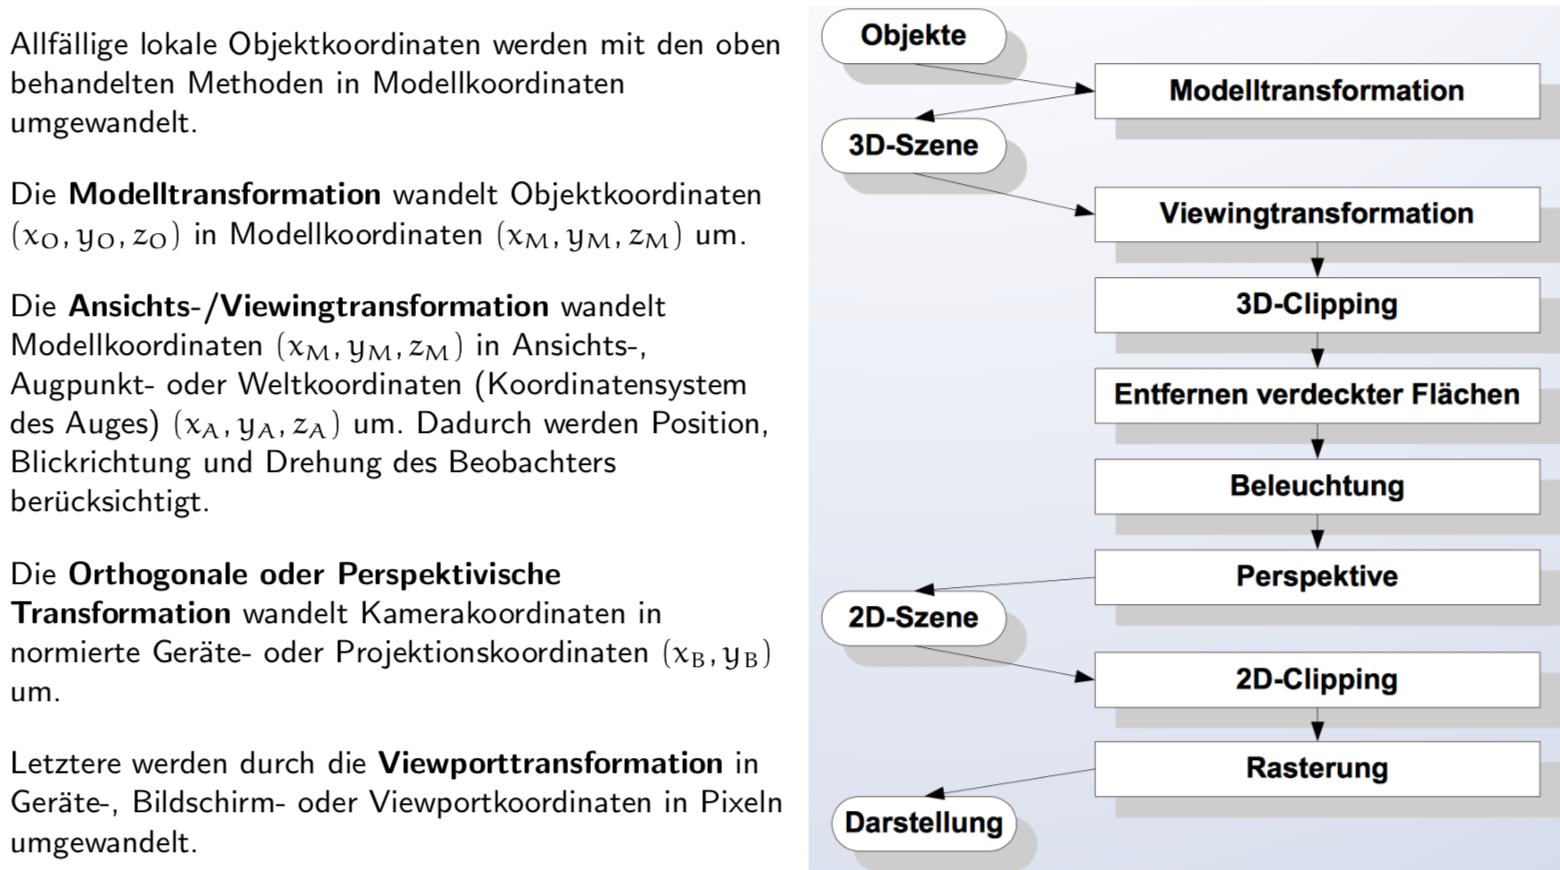 Allfällige lokale Objektkoordinaten werden mit den oben
behandelten Methoden in Modellkoordinaten
umgewandelt.
Die Modelltransformation wandelt Objektkoordinaten
(x_O, y_O, z_O) in Modellkoordinaten (x_M, y_M, z_M) um.
Die Ansichts-/Viewingtransformation wandelt
Modellkoordinaten (x_M, y_M, z_M) in Ansichts-,
Augpunkt- oder Weltkoordinaten (Koordinatensystem
des Auges) (x_A, y_A, z_A) um. Dadurch werden Position,
Blickrichtung und Drehung des Beobachters
berücksichtigt.
Die Orthogonale oder Perspektivische
Transformation wandelt Kamerakoordinaten in
normierte Geräte- oder Projektionskoordinaten (x_B, y_B)
um.
Letztere werden durch die Viewporttransformation in
Geräte-, Bildschirm- oder Viewportkoordinaten in Pixeln
umgewandelt.
Objekte
Modelltransformation
3D-Szene
Viewingtransformation
3D-Clipping
Entfernen verdeckter Flächen
Beleuchtung
Perspektive
2D-Szene
2D-Clipping
Rasterung
Darstellung